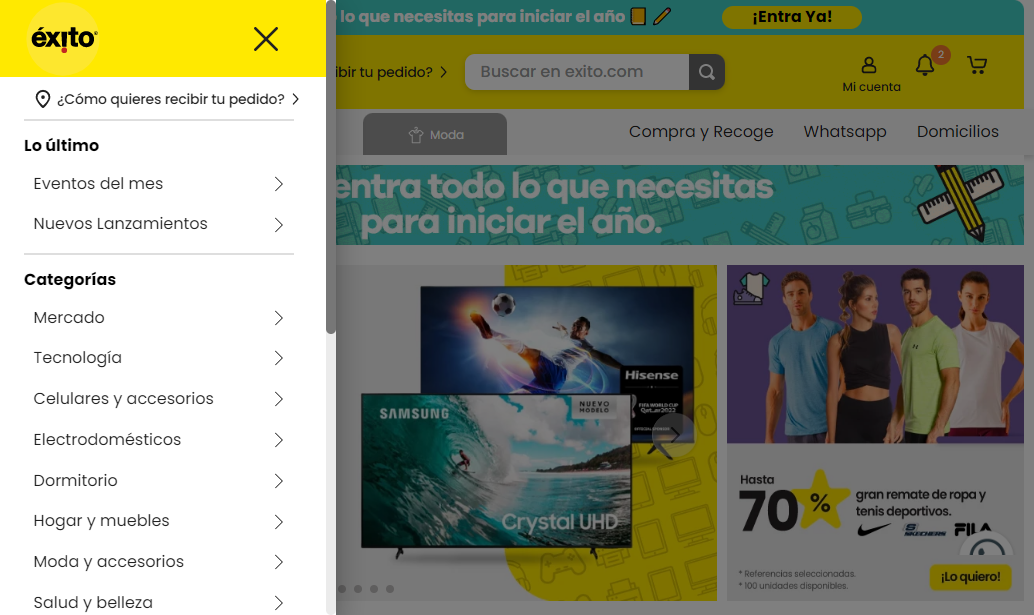 éxito
¿Cómo quieres recibir tu pedido?
Lo último
Eventos del mes
Nuevos Lanzamientos
Categorías
Mercado
Tecnología
Celulares y accesorios
Electrodomésticos
Dormitorio
Hogar y muebles
Moda y accesorios
Salud y belleza
lo que necesitas para iniciar el año
¡Entra Ya!
ibir tu pedido?
Buscar en exito.com
Mi cuenta
2
Moda
Compra y Recoge
Whatsapp
Domicilios
entra todo lo que necesitas
para iniciar el año.
Hisense
FIFA WORLD CUP
Qatar2022
OFFICIAL SPONSOR
SAMSUNG
NUEVO
MODELO
Crystal UHD
Hasta
70%
gran remate de ropa y
tenis deportivos.
SKECHERS
FILA
* Referencias seleccionadas.
* 100 unidades disponibles.
¡Lo quiero!